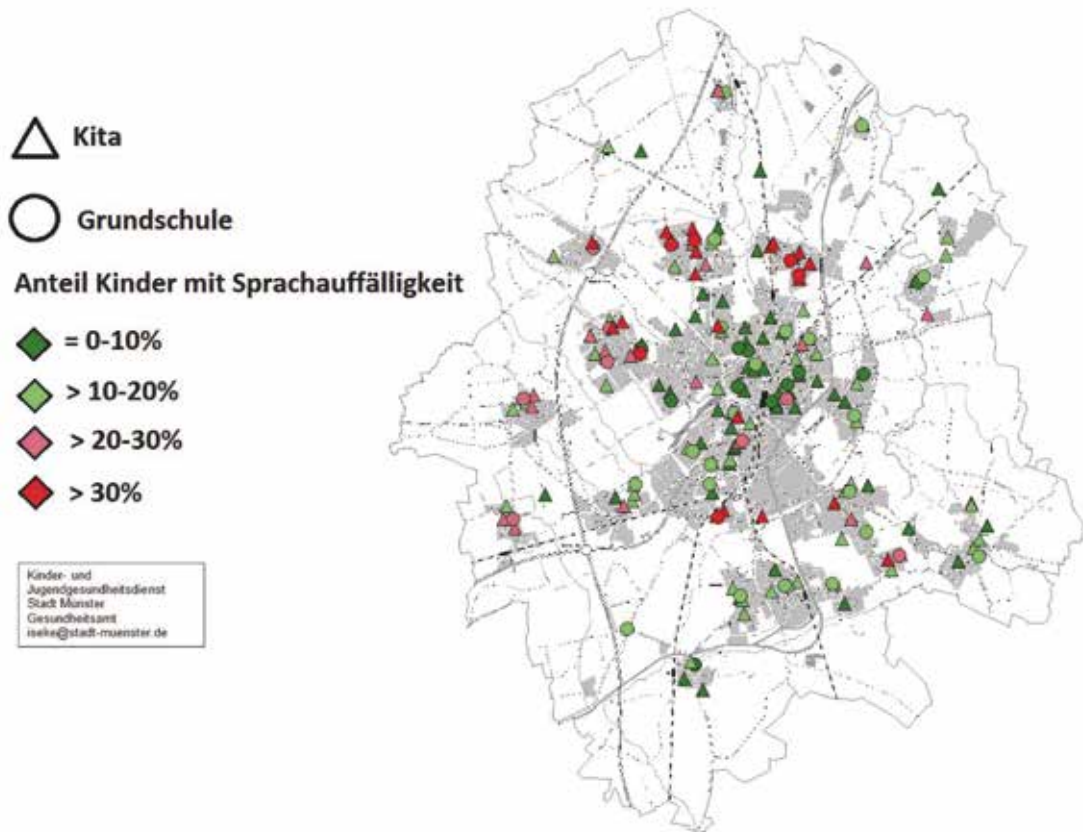 Kita
Grundschule
Anteil Kinder mit Sprachauffälligkeit
= 0-10%
> 10-20%
> 20-30%
> 30%
Kinder- und
Jugendgesundheitsdienst
Stadt Münster
Gesundheitsamt
iseke@stadt-muenster.de